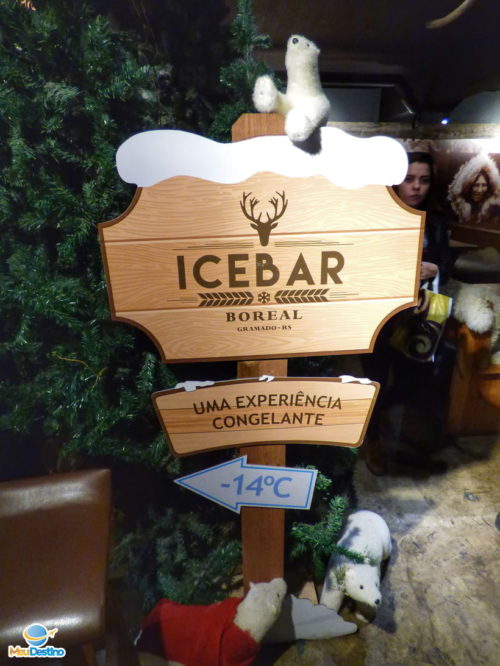 ICEBAR
BOREAL
GRAMADO-RS
UMA EXPERIÊNCIA
CONGELANTE
-14ºC
MeuDestino